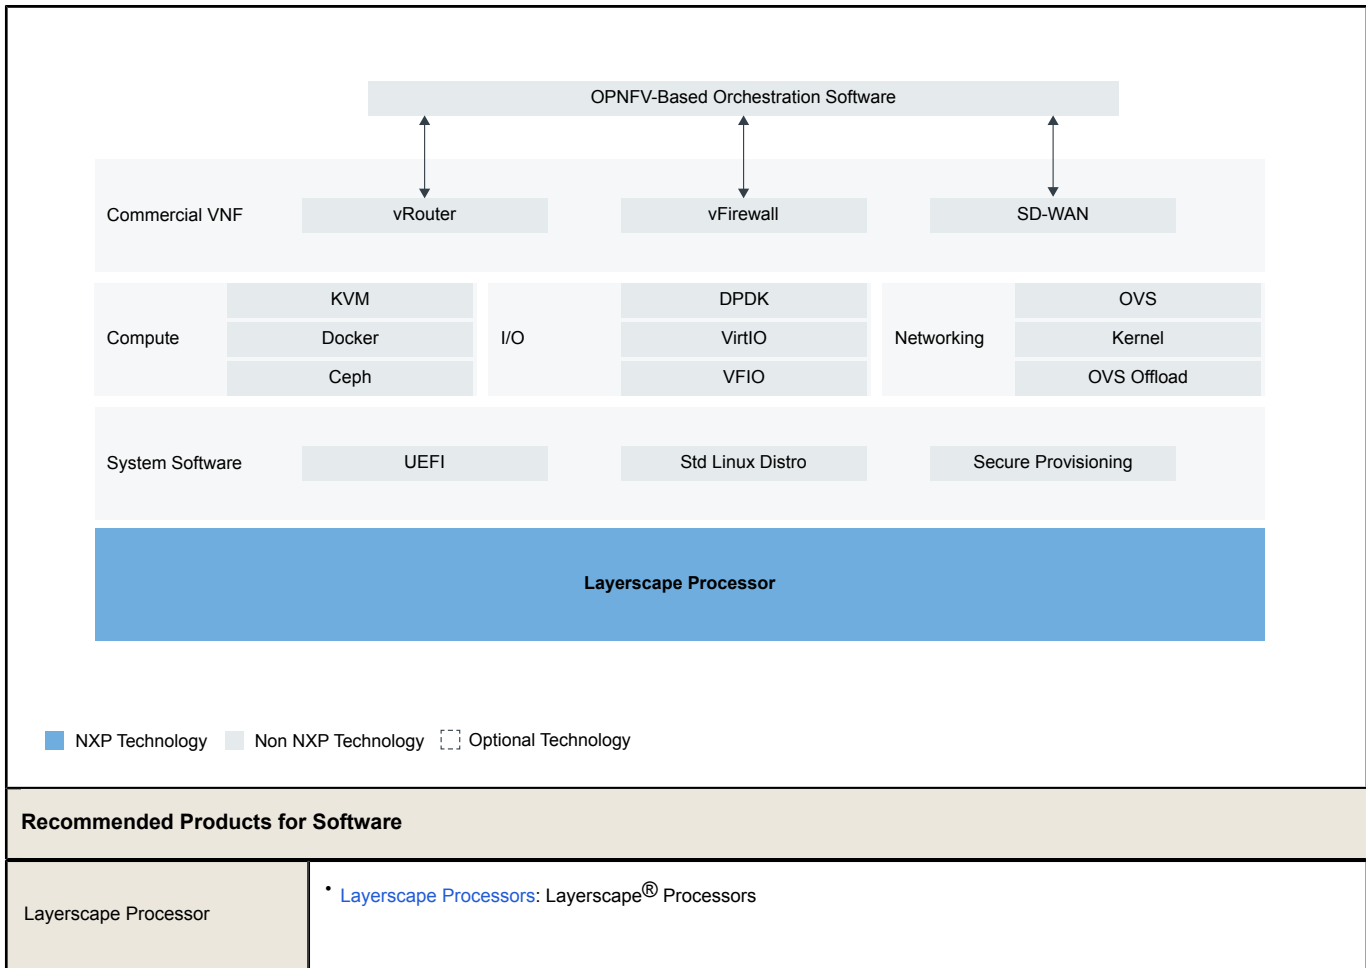 OPNFV-Based Orchestration Software
Commercial VNF
vRouter
vFirewall
SD-WAN
Compute
KVM
Docker
Ceph
I/O
DPDK
VirtIO
VFIO
Networking
OVS
Kernel
OVS Offload
System Software
UEFI
Std Linux Distro
Secure Provisioning
Layerscape Processor
NXP Technology
Non NXP Technology
Optional Technology
Recommended Products for Software
Layerscape Processor
• Layerscape Processors: Layerscape® Processors